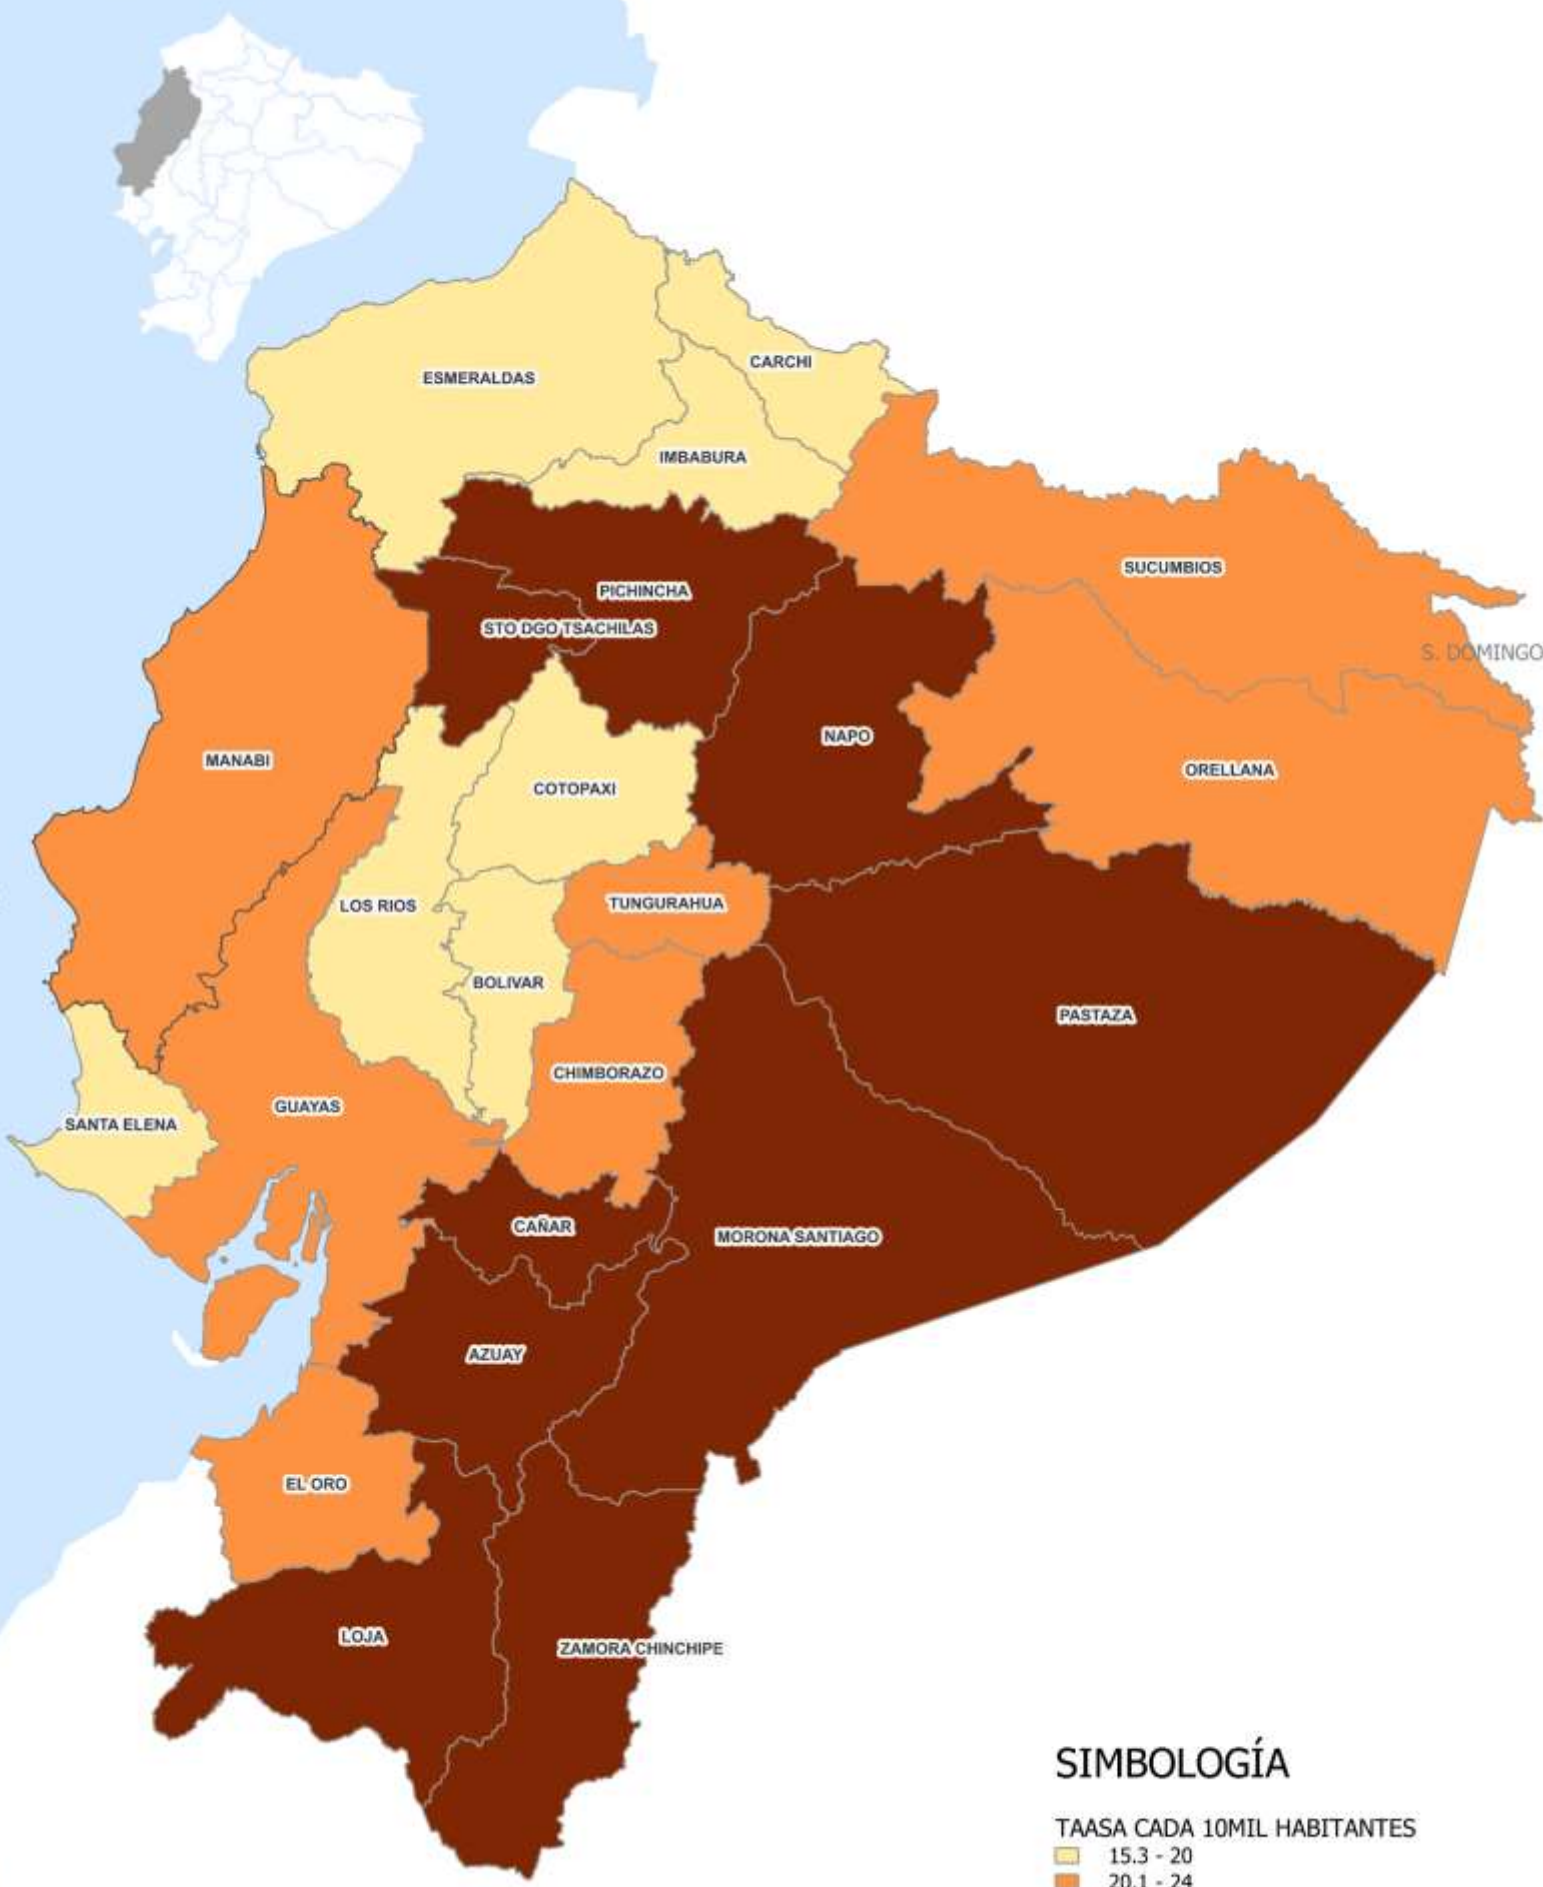 ESMERALDAS
CARCHI
IMBABURA
SUCUMBIOS
PICHINCHA
STO DGO TSACHILAS
S. DOMINGO
NAPO
MANABI
ORELLANA
COTOPAXI
LOS RIOS
TUNGURAHUA
BOLIVAR
PASTAZA
CHIMBORAZO
GUAYAS
SANTA ELENA
CAÑAR
MORONA SANTIAGO
AZUAY
EL ORO
LOJA
ZAMORA CHINCHIPE
SIMBOLOGÍA
TAASA CADA 10MIL HABITANTES
15.3 - 20
20.1 - 24